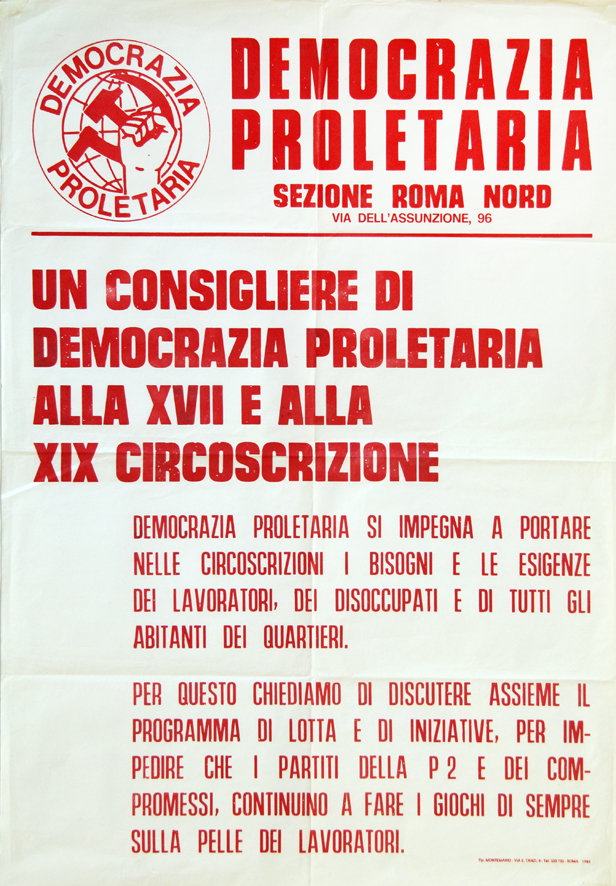 DEMOCRAZIA
PROLETARIA
DEMOCRAZIA
PROLETARIA
SEZIONE ROMA NORD
VIA DELL'ASSUNZIONE, 96
UN CONSIGLIERE DI
DEMOCRAZIA PROLETARIA
ALLA XVII E ALLA
XIX CIRCOSCRIZIONE
DEMOCRAZIA PROLETARIA SI IMPEGNA A PORTARE
NELLE CIRCOSCRIZIONI I BISOGNI E LE ESIGENZE
DEI LAVORATORI, DEI DISOCCUPATI E DI TUTTI GLI
ABITANTI DEI QUARTIERI.
PER QUESTO CHIEDIAMO DI DISCUTERE ASSIEME IL
PROGRAMMA DI LOTTA E DI INIZIATIVE, PER IM-
PEDIRE CHE I PARTITI DELLA P 2 E DEI COM-
PROMESSI, CONTINUINO A FARE I GIOCHI DI SEMPRE
SULLA PELLE DEI LAVORATORI.
MONTEMARIO - VIA ROMA